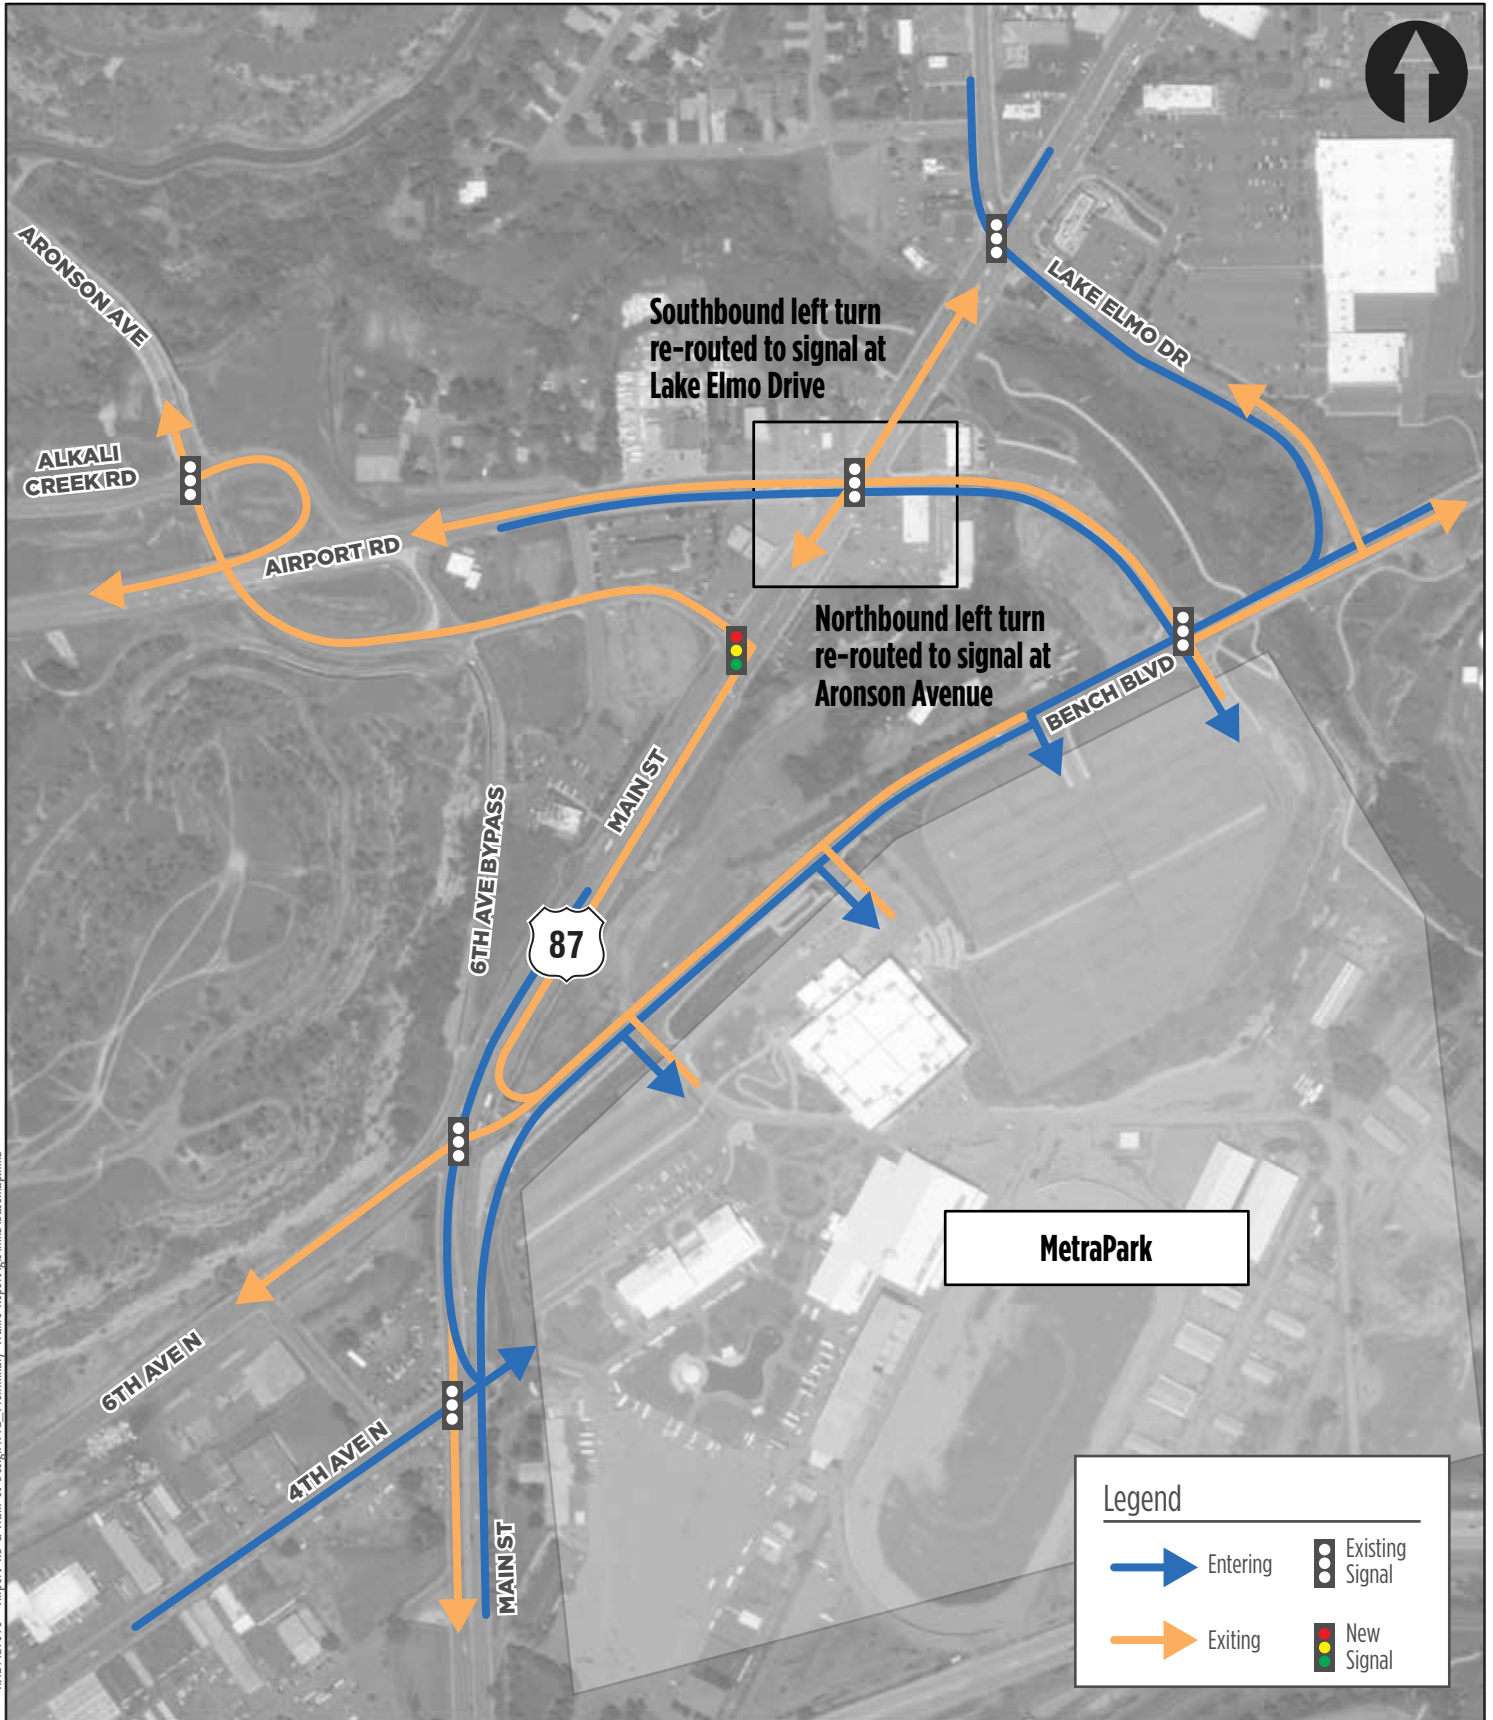 ARONSON AVE
LAKE ELMO DR
Southbound left turn
re-routed to signal at
Lake Elmo Drive
ALKALI
CREEK RD
AIRPORT RD
Northbound left turn
re-routed to signal at
Aronson Avenue
BENCH BLVD
MAIN ST
6TH AVE BYPASS
87
MetraPark
6TH AVE N
4TH AVE N
MAIN ST
Legend
Entering
Existing
Signal
Exiting
New
Signal